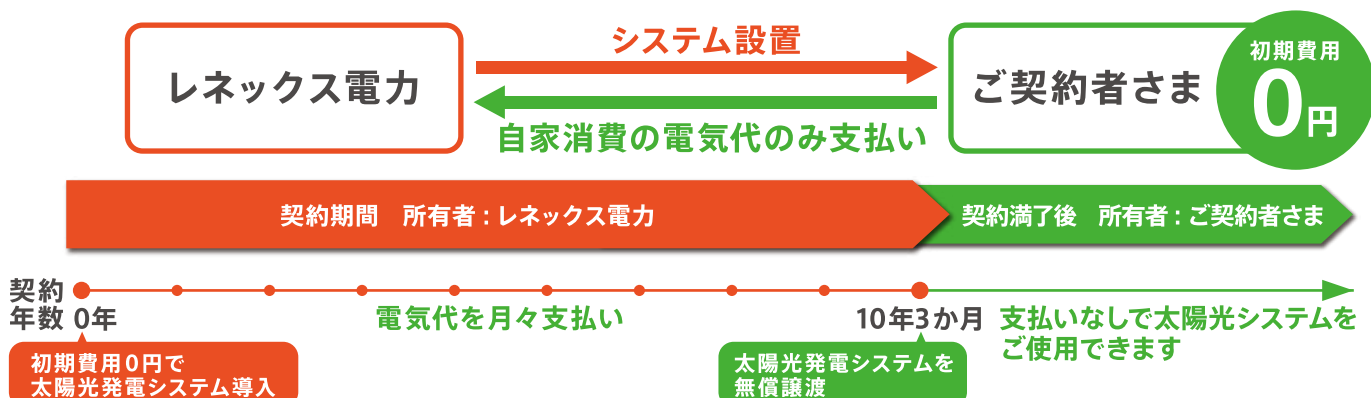 レネックス電力
システム設置
自家消費の電気代のみ支払い
ご契約者さま
初期費用
0円
契約期間 所有者：レネックス電力
契約満了後 所有者：ご契約者さま
契約
年数 0年
電気代を月々支払い
10年3か月
支払いなしで太陽光システムを
ご使用できます
初期費用0円で
太陽光発電システム導入
太陽光発電システムを
無償譲渡